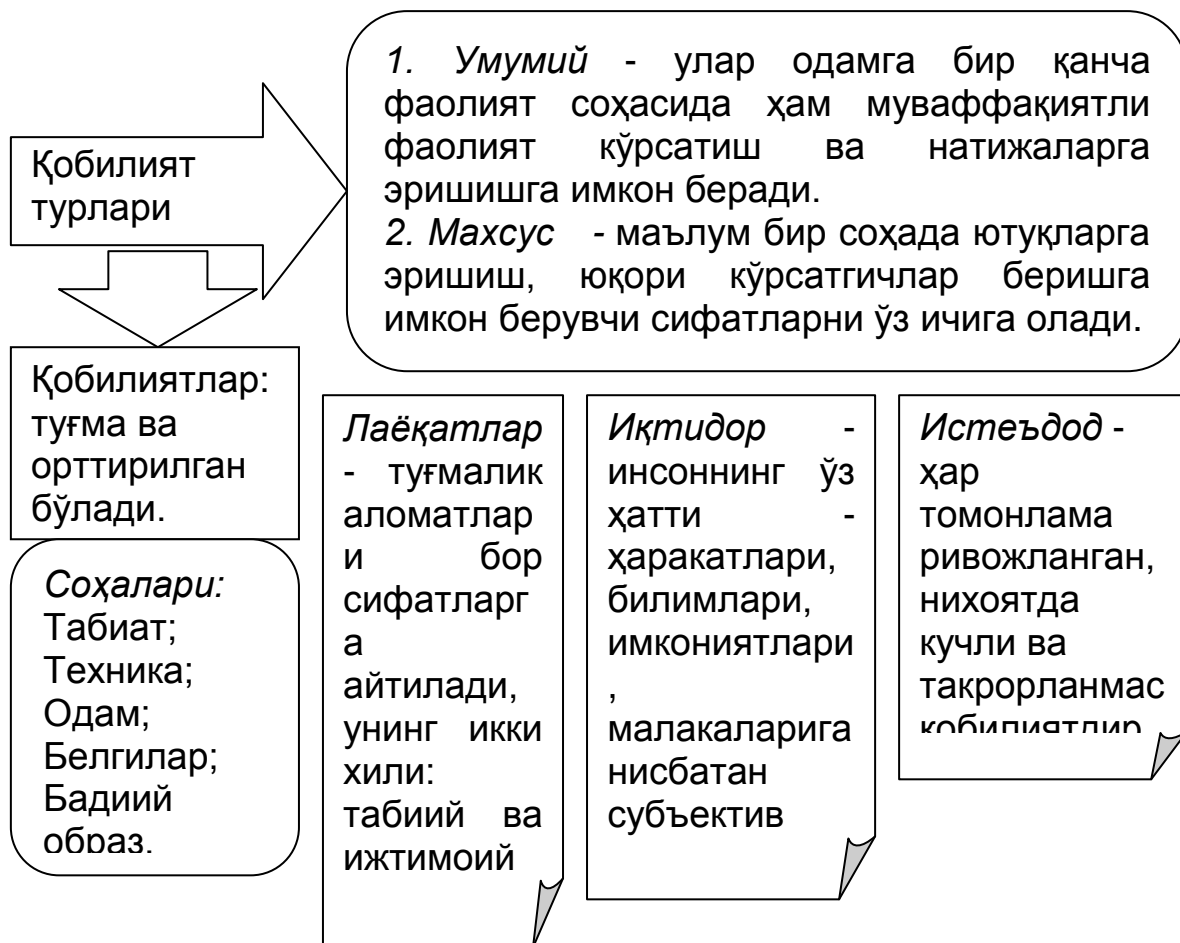 Қобилият
турлари
1. Умумий - улар одамга бир қанча
фаолият соҳасида ҳам муваффақиятли
фаолият кўрсатиш ва натижаларга
эришишга имкон беради.
2. Махсус - маълум бир соҳада ютуқларга
эришиш, юқори кўрсатгичлар беришга
имкон берувчи сифатларни ўз ичига олади.
Қобилиятлар:
туғма ва
орттирилган
бўлади.
Соҳалари:
Табиат;
Техника;
Одам;
Белгилар;
Бадиий
образ.
Лаёқатлар
- туғмалик
аломатлар
и бор
сифатларг
а
айтилади,
унинг икки
хили:
табиий ва
ижтимоий
Иқтидор -
инсоннинг ўз
ҳатти -
ҳаракатлари,
билимлари,
имкониятлари
,
малакаларига
нисбатан
субъектив
Истеъдод -
ҳар
томонлама
ривожланган,
нихоятда
кучли ва
такрорланмас
қобилиятдир